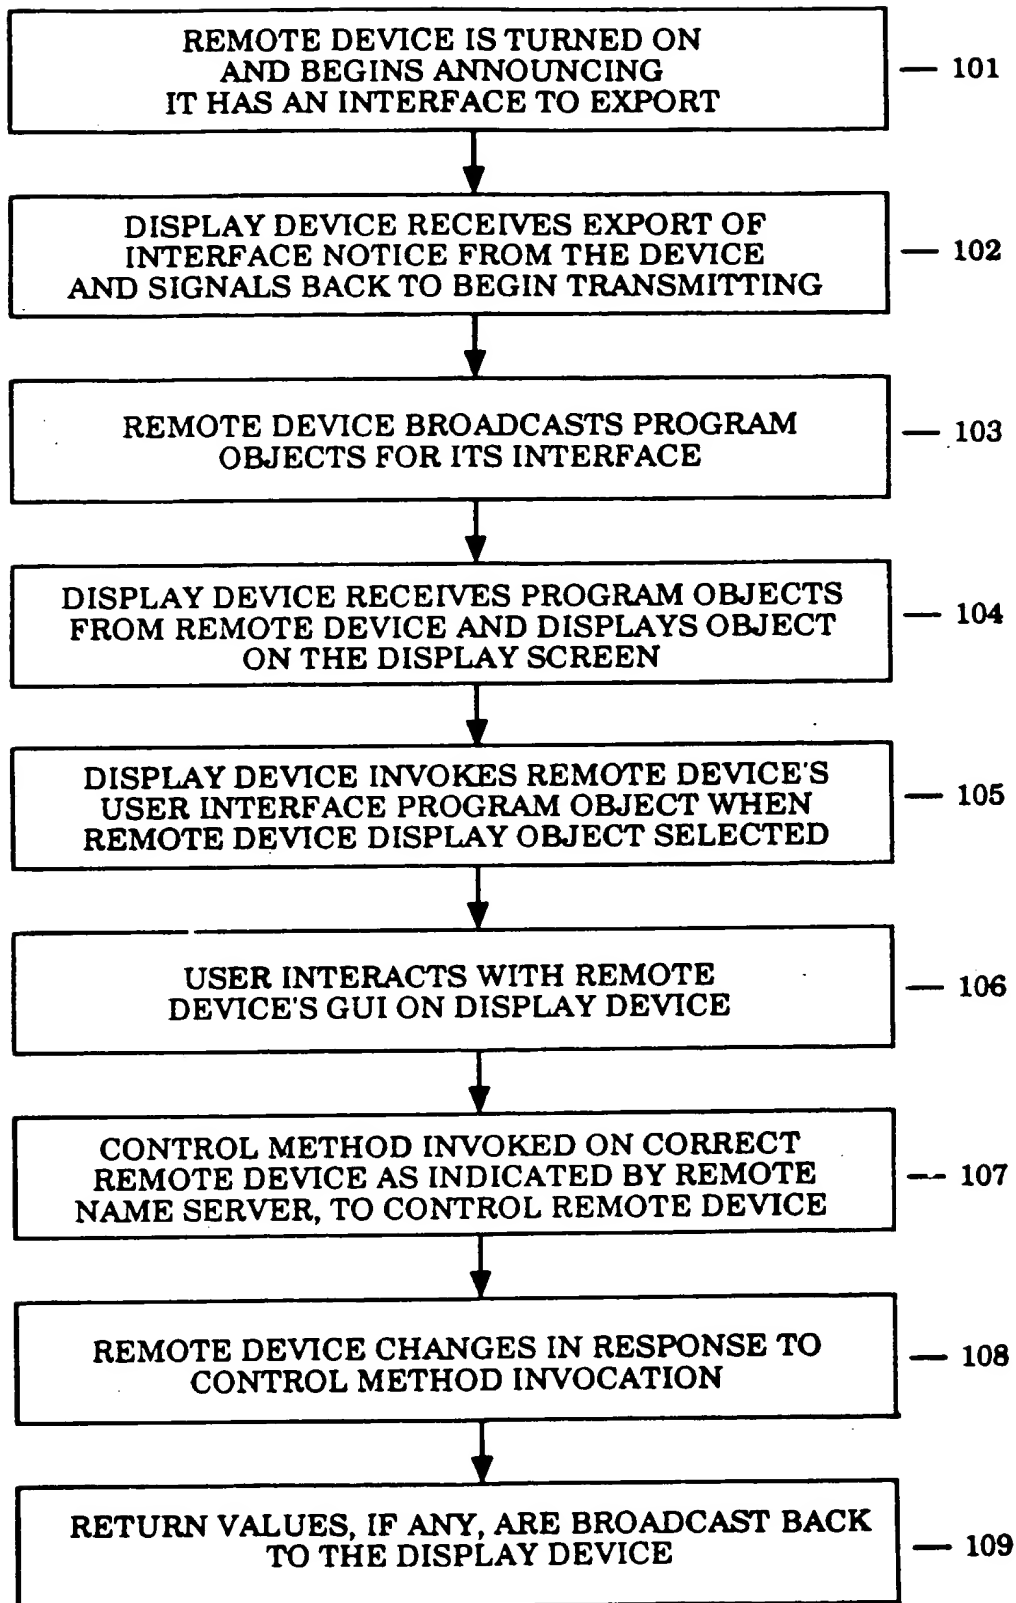 REMOTE DEVICE IS TURNED ON
AND BEGINS ANNOUNCING
IT HAS AN INTERFACE TO EXPORT
101
DISPLAY DEVICE RECEIVES EXPORT OF
INTERFACE NOTICE FROM THE DEVICE
AND SIGNALS BACK TO BEGIN TRANSMITTING
102
REMOTE DEVICE BROADCASTS PROGRAM
OBJECTS FOR ITS INTERFACE
103
DISPLAY DEVICE RECEIVES PROGRAM OBJECTS
FROM REMOTE DEVICE AND DISPLAYS OBJECT
ON THE DISPLAY SCREEN
104
DISPLAY DEVICE INVOKES REMOTE DEVICE'S
USER INTERFACE PROGRAM OBJECT WHEN
REMOTE DEVICE DISPLAY OBJECT SELECTED
105
USER INTERACTS WITH REMOTE
DEVICE'S GUI ON DISPLAY DEVICE
106
CONTROL METHOD INVOKED ON CORRECT
REMOTE DEVICE AS INDICATED BY REMOTE
NAME SERVER, TO CONTROL REMOTE DEVICE
107
REMOTE DEVICE CHANGES IN RESPONSE TO
CONTROL METHOD INVOCATION
108
RETURN VALUES, IF ANY, ARE BROADCAST BACK
TO THE DISPLAY DEVICE
109